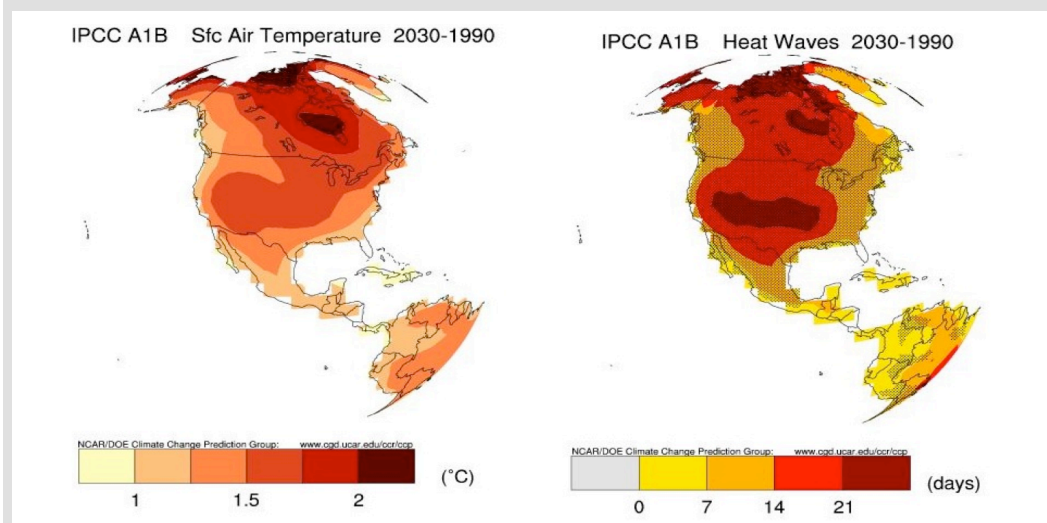 IPCC A1B Sfc Air Temperature 2030-1990
NCAR/DOE Climate Change Prediction Group: www.cgd.ucar.edu/ccr/ccp
1 1.5 2 (°C)
IPCC A1B Heat Waves 2030-1990
NCAR/DOE Climate Change Prediction Group: www.cgd.ucar.edu/ccr/ccp
0 7 14 21 (days)